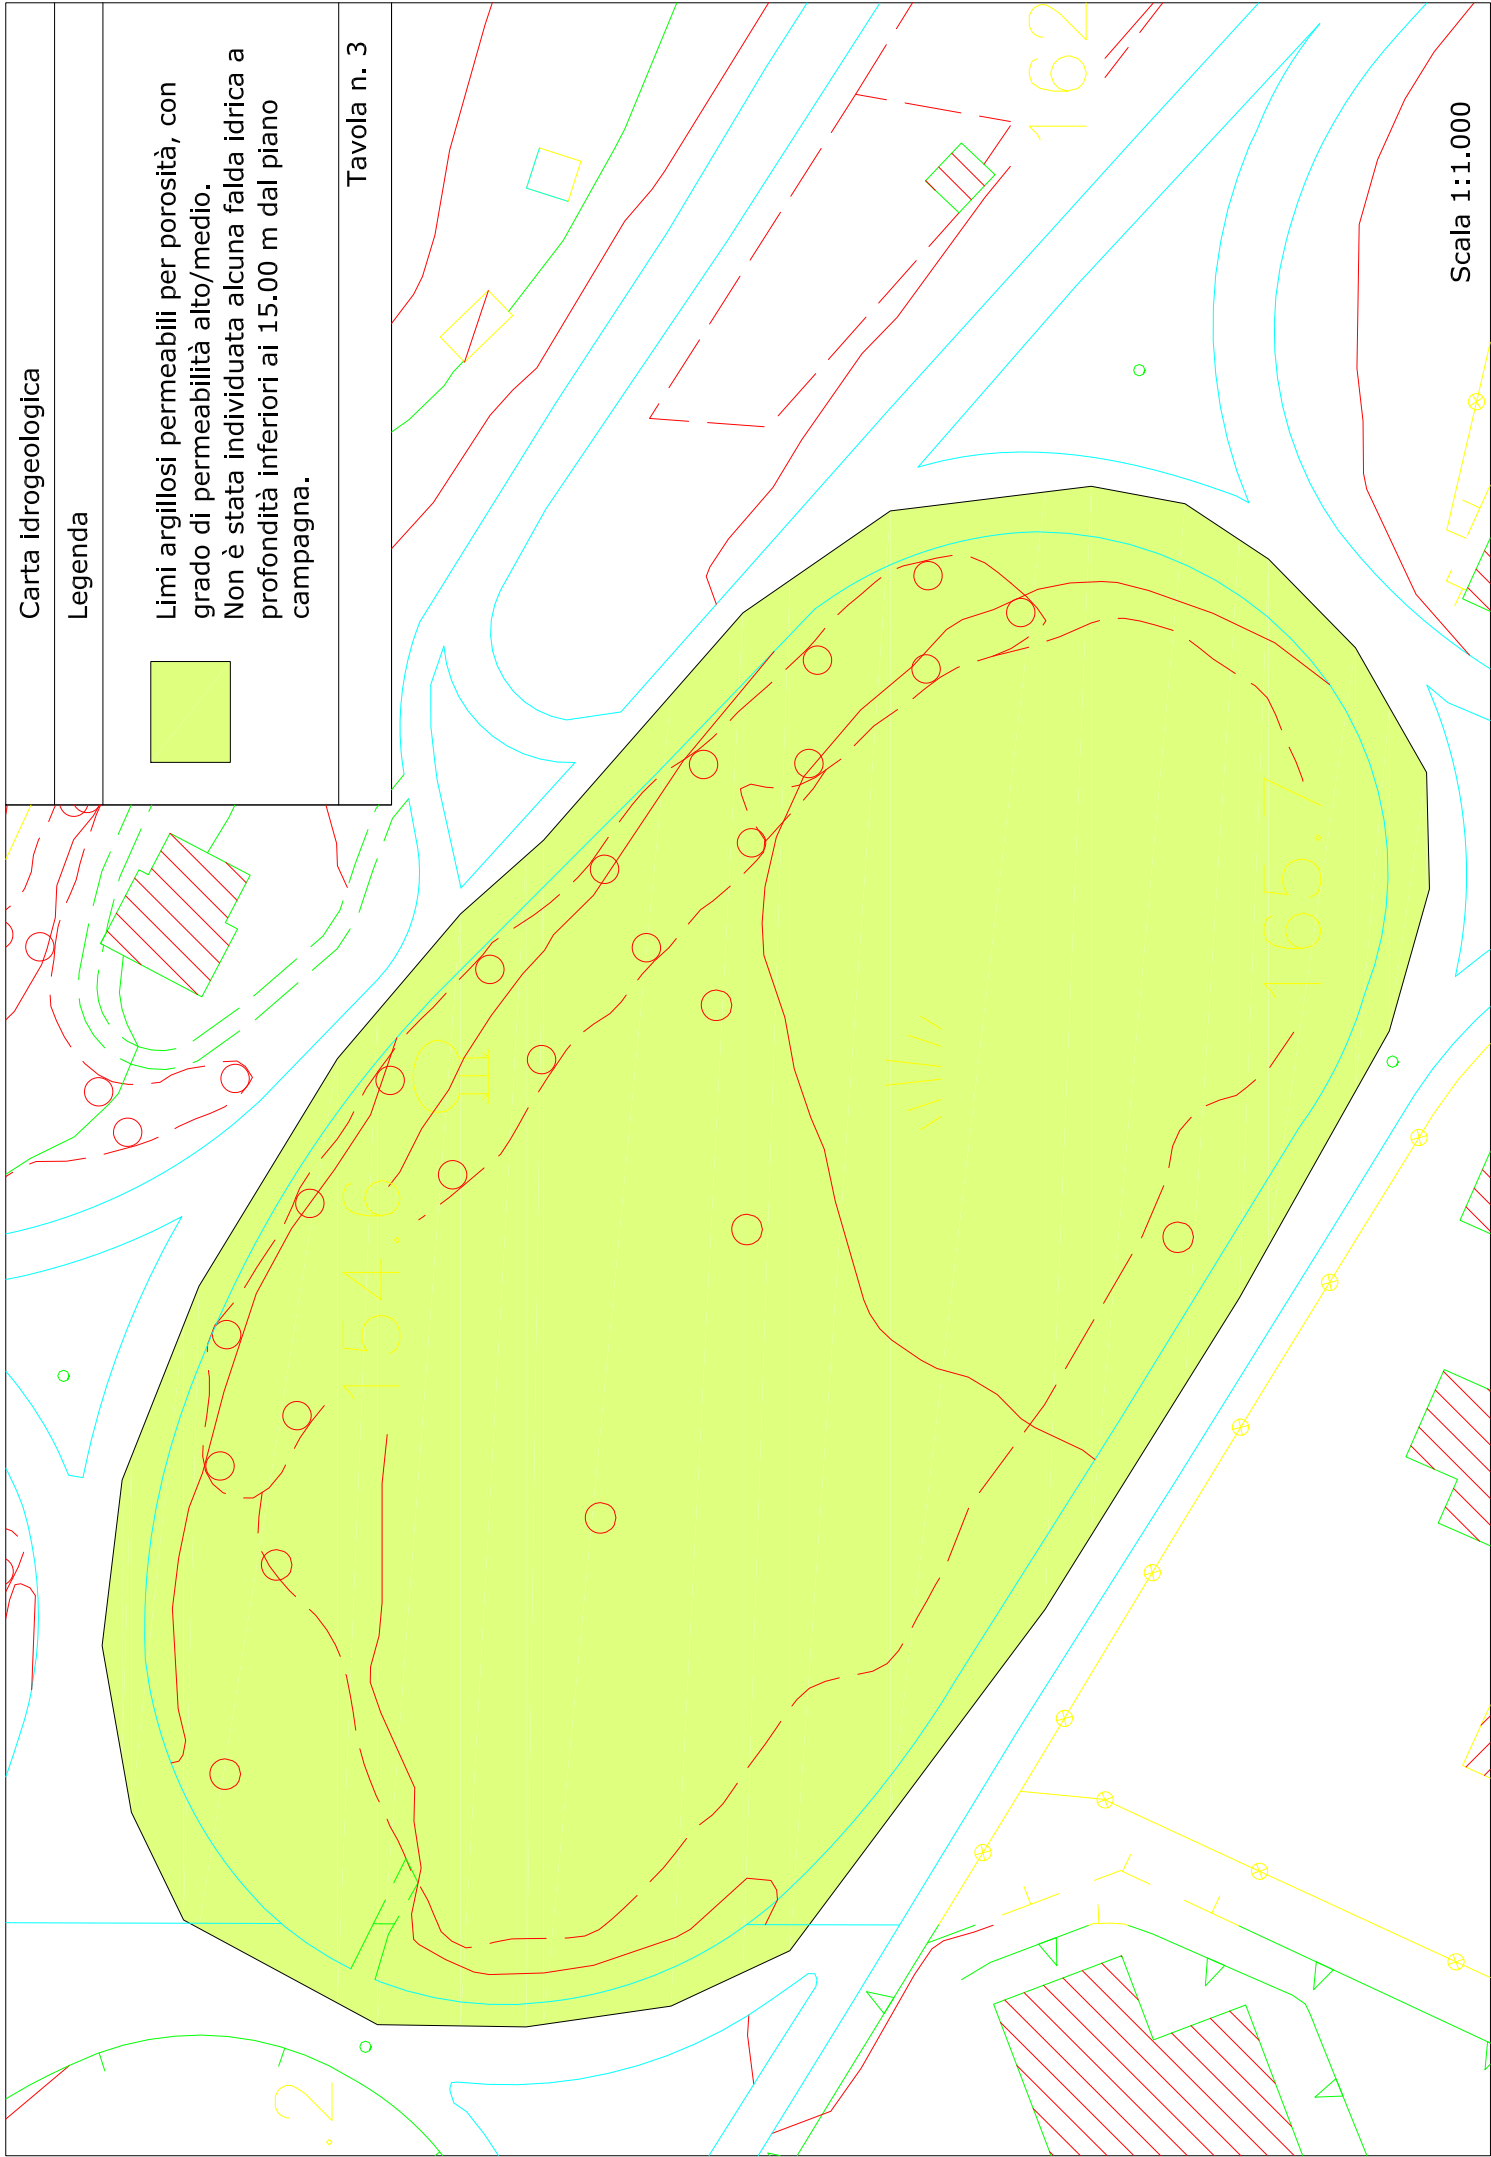 Carta idrogeologica
Legenda
Limi argillosi permeabili per porosità, con
grado di permeabilità alto/medio.
Non è stata individuata alcuna falda idrica a
profondità inferiori ai 15.00 m dal piano
campagna.
Tavola n. 3
162
154.6
165.7
.2
Scala 1:1.000